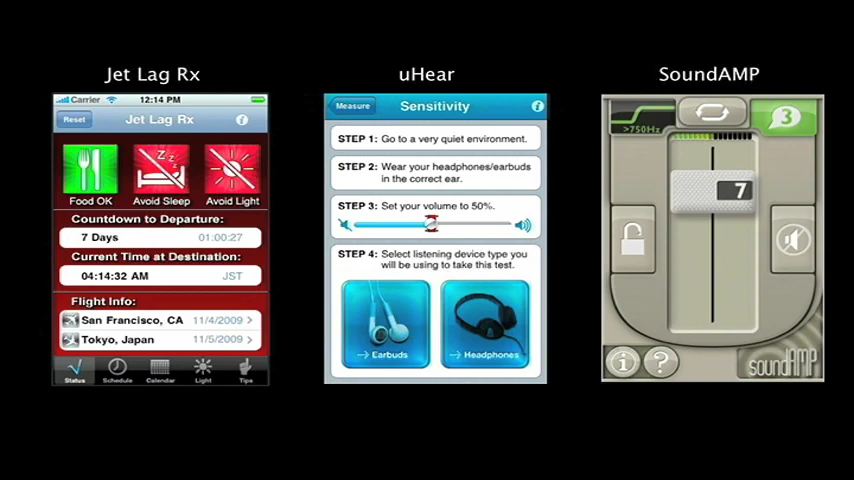 Jet Lag Rx
Carrier 12:14 PM
Reset Jet Lag Rx i
Z Z Z
Food OK Avoid Sleep Avoid Light
Countdown to Departure:
7 Days 01:00:27
Current Time at Destination:
04:14:32 AM JST
Flight Info:
San Francisco, CA 11/4/2009 >
Tokyo, Japan 11/5/2009 >
Status Schedule Calendar Light Tips
uHear
Measure Sensitivity i
STEP 1: Go to a very quiet environment.
STEP 2: Wear your headphones/earbuds
in the correct ear.
STEP 3: Set your volume to 50%.
STEP 4: Select listening device type you
will be using to take this test.
Earbuds Headphones
SoundAMP
>750Hz 3
7
i ? soundAMP